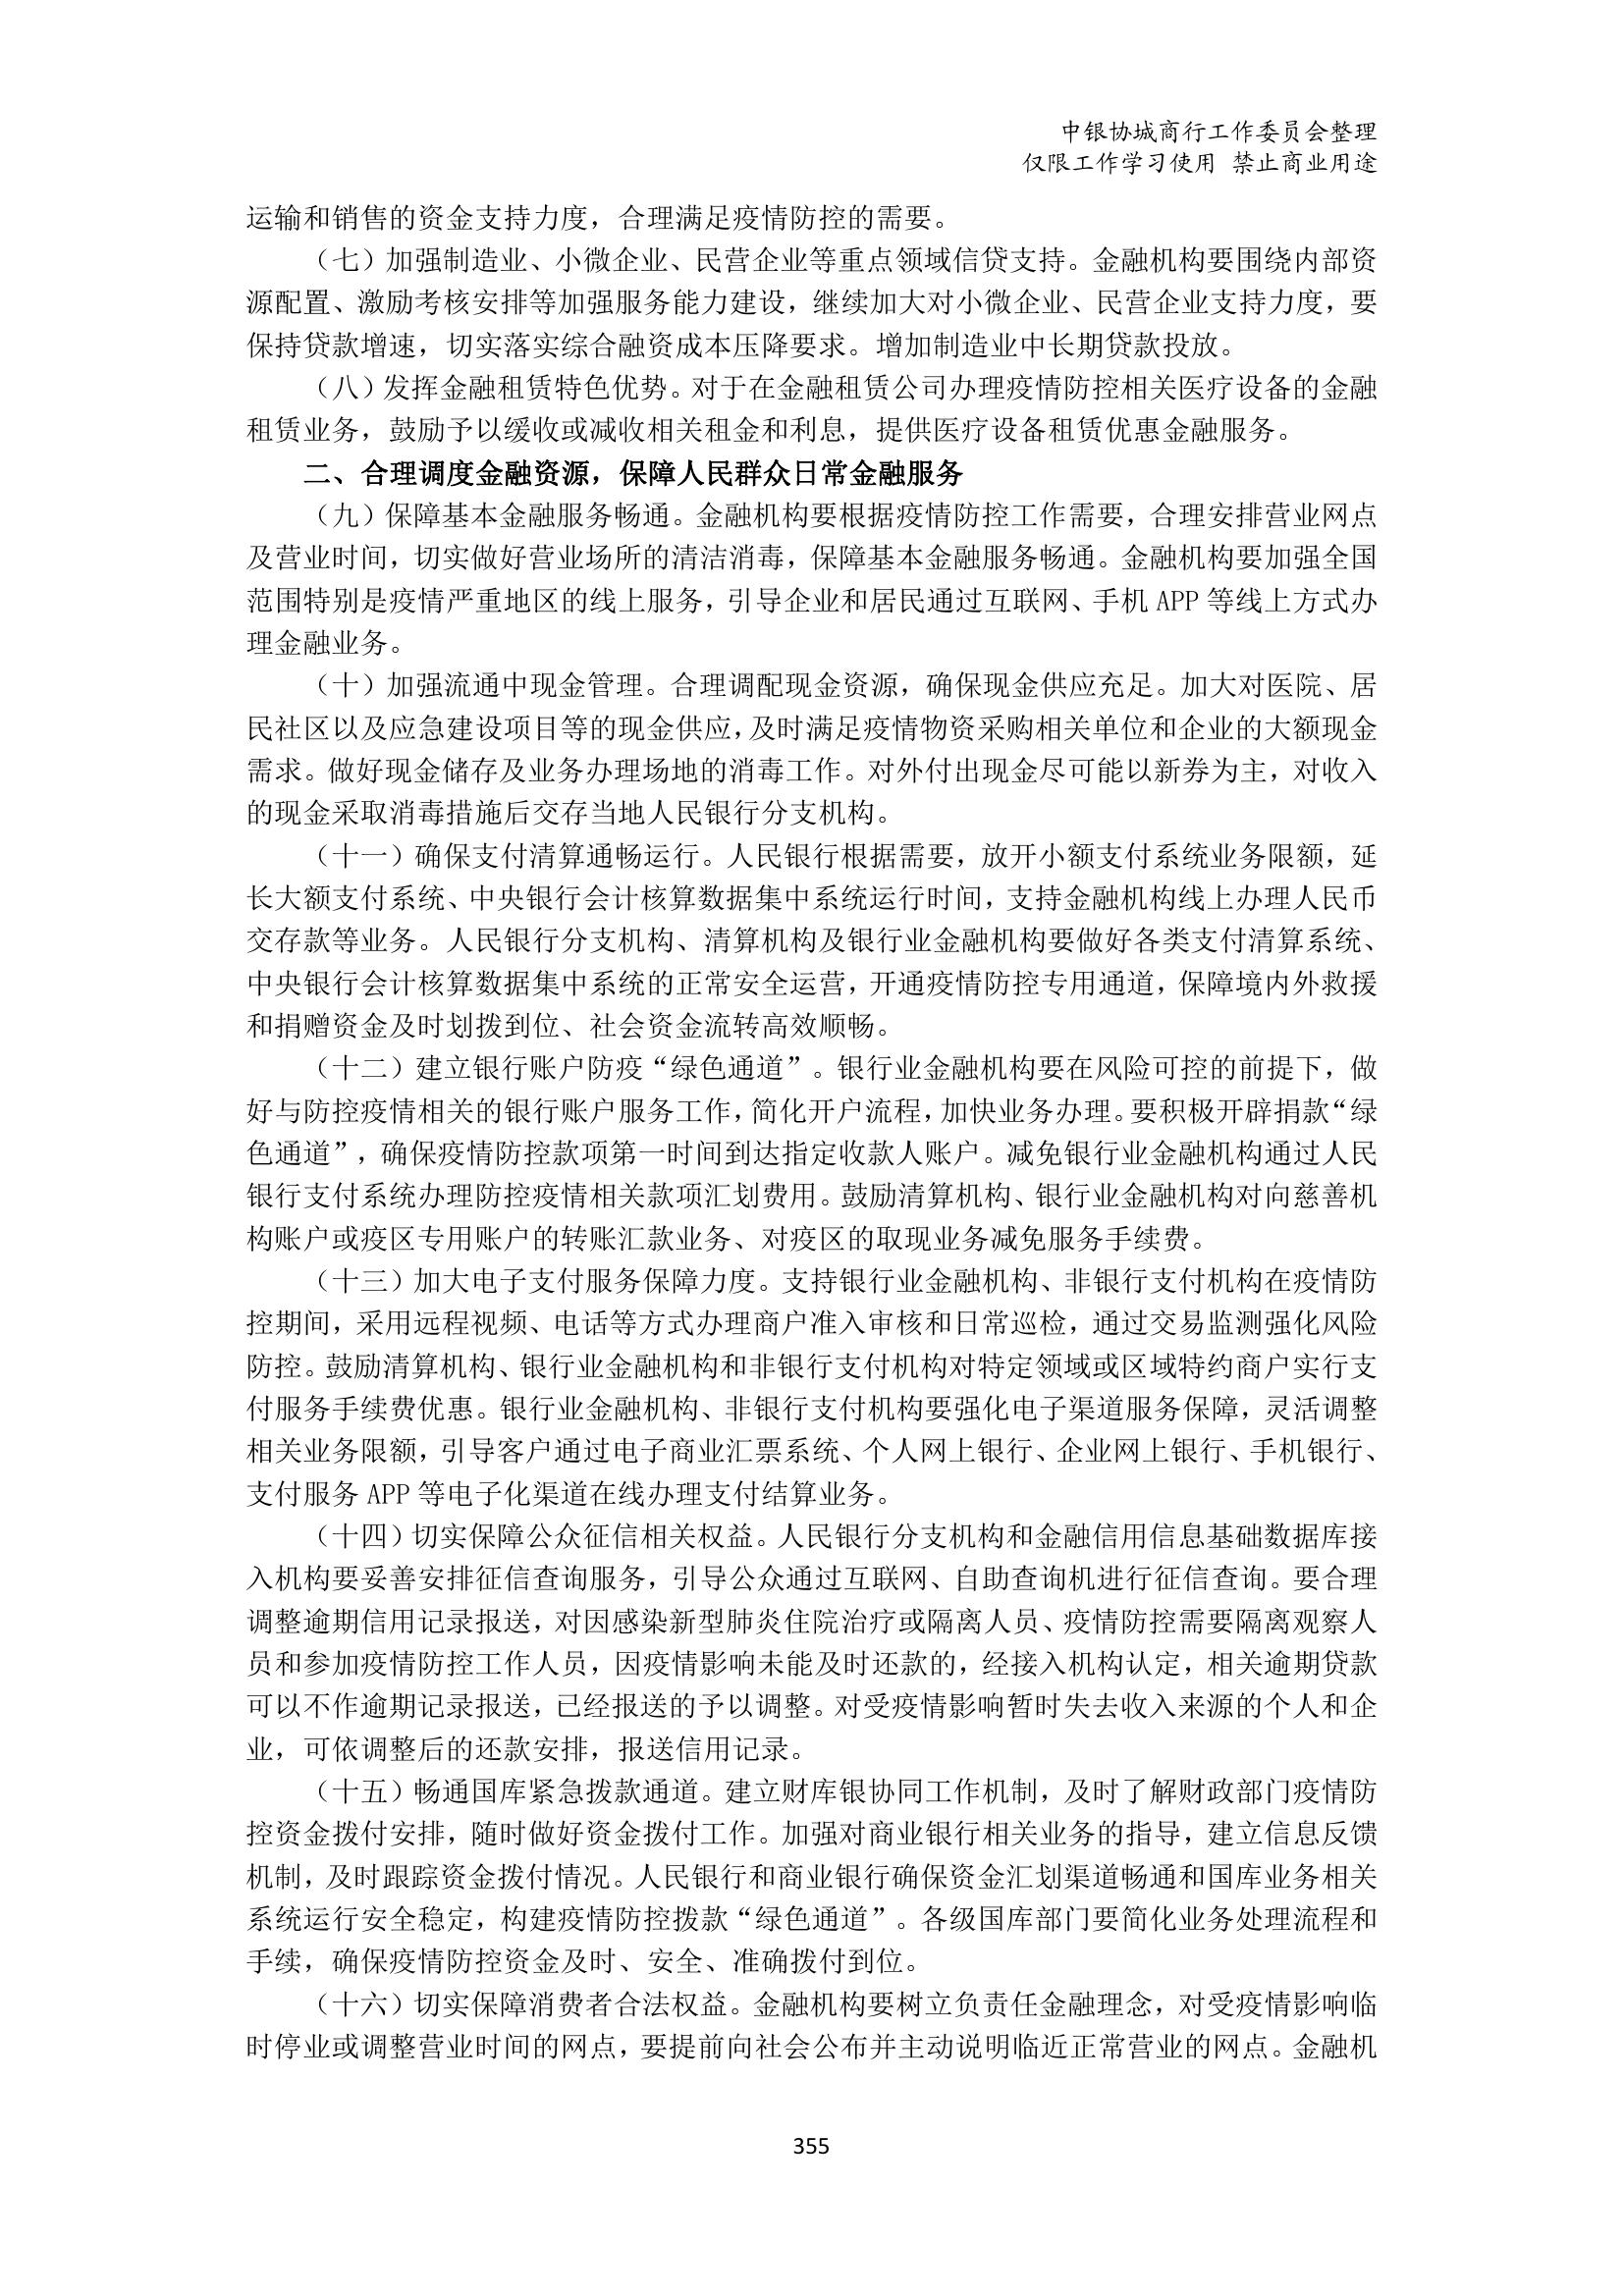 中银协城商行工作委员会整理
仅限工作学习使用 禁止商业用途
运输和销售的资金支持力度，合理满足疫情防控的需要。
（七）加强制造业、小微企业、民营企业等重点领域信贷支持。金融机构要围绕内部资
源配置、激励考核安排等加强服务能力建设，继续加大对小微企业、民营企业支持力度，要
保持贷款增速，切实落实综合融资成本压降要求。增加制造业中长期贷款投放。
（八）发挥金融租赁特色优势。对于在金融租赁公司办理疫情防控相关医疗设备的金融
租赁业务，鼓励予以缓收或减收相关租金和利息，提供医疗设备租赁优惠金融服务。
二、合理调度金融资源，保障人民群众日常金融服务
（九）保障基本金融服务畅通。金融机构要根据疫情防控工作需要，合理安排营业网点
及营业时间，切实做好营业场所的清洁消毒，保障基本金融服务畅通。金融机构要加强全国
范围特别是疫情严重地区的线上服务，引导企业和居民通过互联网、手机 APP 等线上方式办
理金融业务。
（十）加强流通中现金管理。合理调配现金资源，确保现金供应充足。加大对医院、居
民社区以及应急建设项目等的现金供应，及时满足疫情物资采购相关单位和企业的大额现金
需求。做好现金储存及业务办理场地的消毒工作。对外付出现金尽可能以新券为主，对收入
的现金采取消毒措施后交存当地人民银行分支机构。
（十一）确保支付清算通畅运行。人民银行根据需要，放开小额支付系统业务限额，延
长大额支付系统、中央银行会计核算数据集中系统运行时间，支持金融机构线上办理人民币
交存款等业务。人民银行分支机构、清算机构及银行业金融机构要做好各类支付清算系统、
中央银行会计核算数据集中系统的正常安全运营，开通疫情防控专用通道，保障境内外救援
和捐赠资金及时划拨到位、社会资金流转高效顺畅。
（十二）建立银行账户防疫“绿色通道”。银行业金融机构要在风险可控的前提下，做
好与防控疫情相关的银行账户服务工作，简化开户流程，加快业务办理。要积极开辟捐款“绿
色通道”，确保疫情防控款项第一时间到达指定收款人账户。减免银行业金融机构通过人民
银行支付系统办理防控疫情相关款项汇划费用。鼓励清算机构、银行业金融机构对向慈善机
构账户或疫区专用账户的转账汇款业务、对疫区的取现业务减免服务手续费。
（十三）加大电子支付服务保障力度。支持银行业金融机构、非银行支付机构在疫情防
控期间，采用远程视频、电话等方式办理商户准入审核和日常巡检，通过交易监测强化风险
防控。鼓励清算机构、银行业金融机构和非银行支付机构对特定领域或区域特约商户实行支
付服务手续费优惠。银行业金融机构、非银行支付机构要强化电子渠道服务保障，灵活调整
相关业务限额，引导客户通过电子商业汇票系统、个人网上银行、企业网上银行、手机银行、
支付服务 APP 等电子化渠道在线办理支付结算业务。
（十四）切实保障公众征信相关权益。人民银行分支机构和金融信用信息基础数据库接
入机构要妥善安排征信查询服务，引导公众通过互联网、自助查询机进行征信查询。要合理
调整逾期信用记录报送，对因感染新型肺炎住院治疗或隔离人员、疫情防控需要隔离观察人
员和参加疫情防控工作人员，因疫情影响未能及时还款的，经接入机构认定，相关逾期贷款
可以不作逾期记录报送，已经报送的予以调整。对受疫情影响暂时失去收入来源的个人和企
业，可依调整后的还款安排，报送信用记录。
（十五）畅通国库紧急拨款通道。建立财库银协同工作机制，及时了解财政部门疫情防
控资金拨付安排，随时做好资金拨付工作。加强对商业银行相关业务的指导，建立信息反馈
机制，及时跟踪资金拨付情况。人民银行和商业银行确保资金汇划渠道畅通和国库业务相关
系统运行安全稳定，构建疫情防控拨款“绿色通道”。各级国库部门要简化业务处理流程和
手续，确保疫情防控资金及时、安全、准确拨付到位。
（十六）切实保障消费者合法权益。金融机构要树立负责任金融理念，对受疫情影响临
时停业或调整营业时间的网点，要提前向社会公布并主动说明临近正常营业的网点。金融机
355